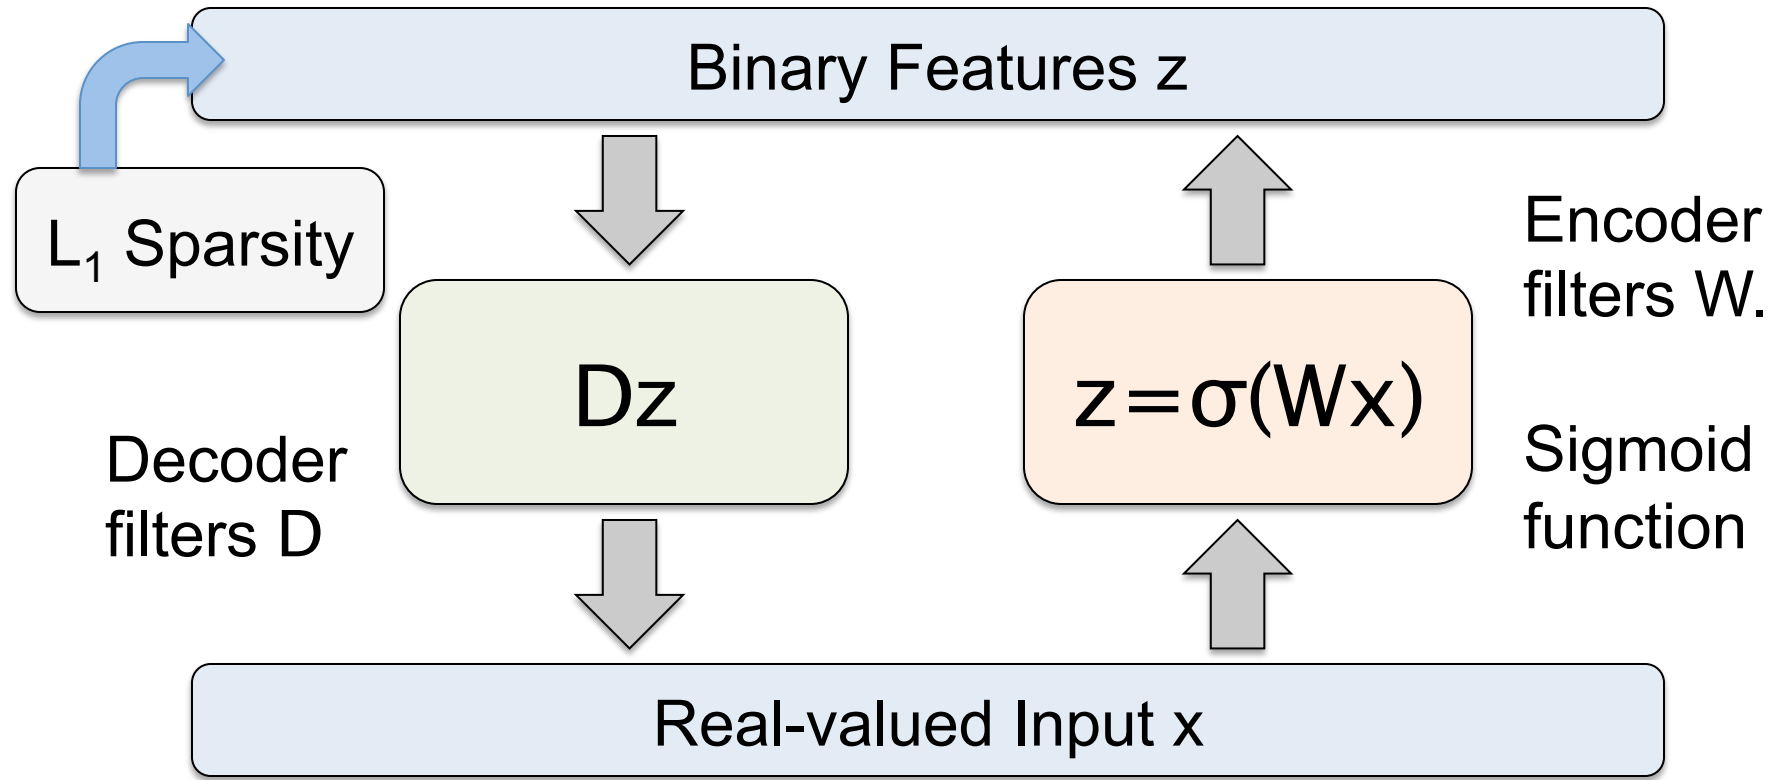 Binary Features z
L₁ Sparsity
Encoder
filters W.
Dz
z=σ(Wx)
Decoder
filters D
Sigmoid
function
Real-valued Input x